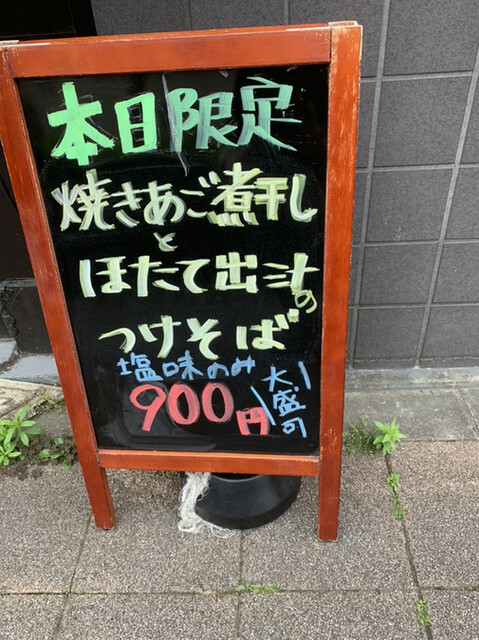 本日限定
焼きあご煮干し
と
ほたて出汁の
つけそば
塩味のみ
900円
大盛可